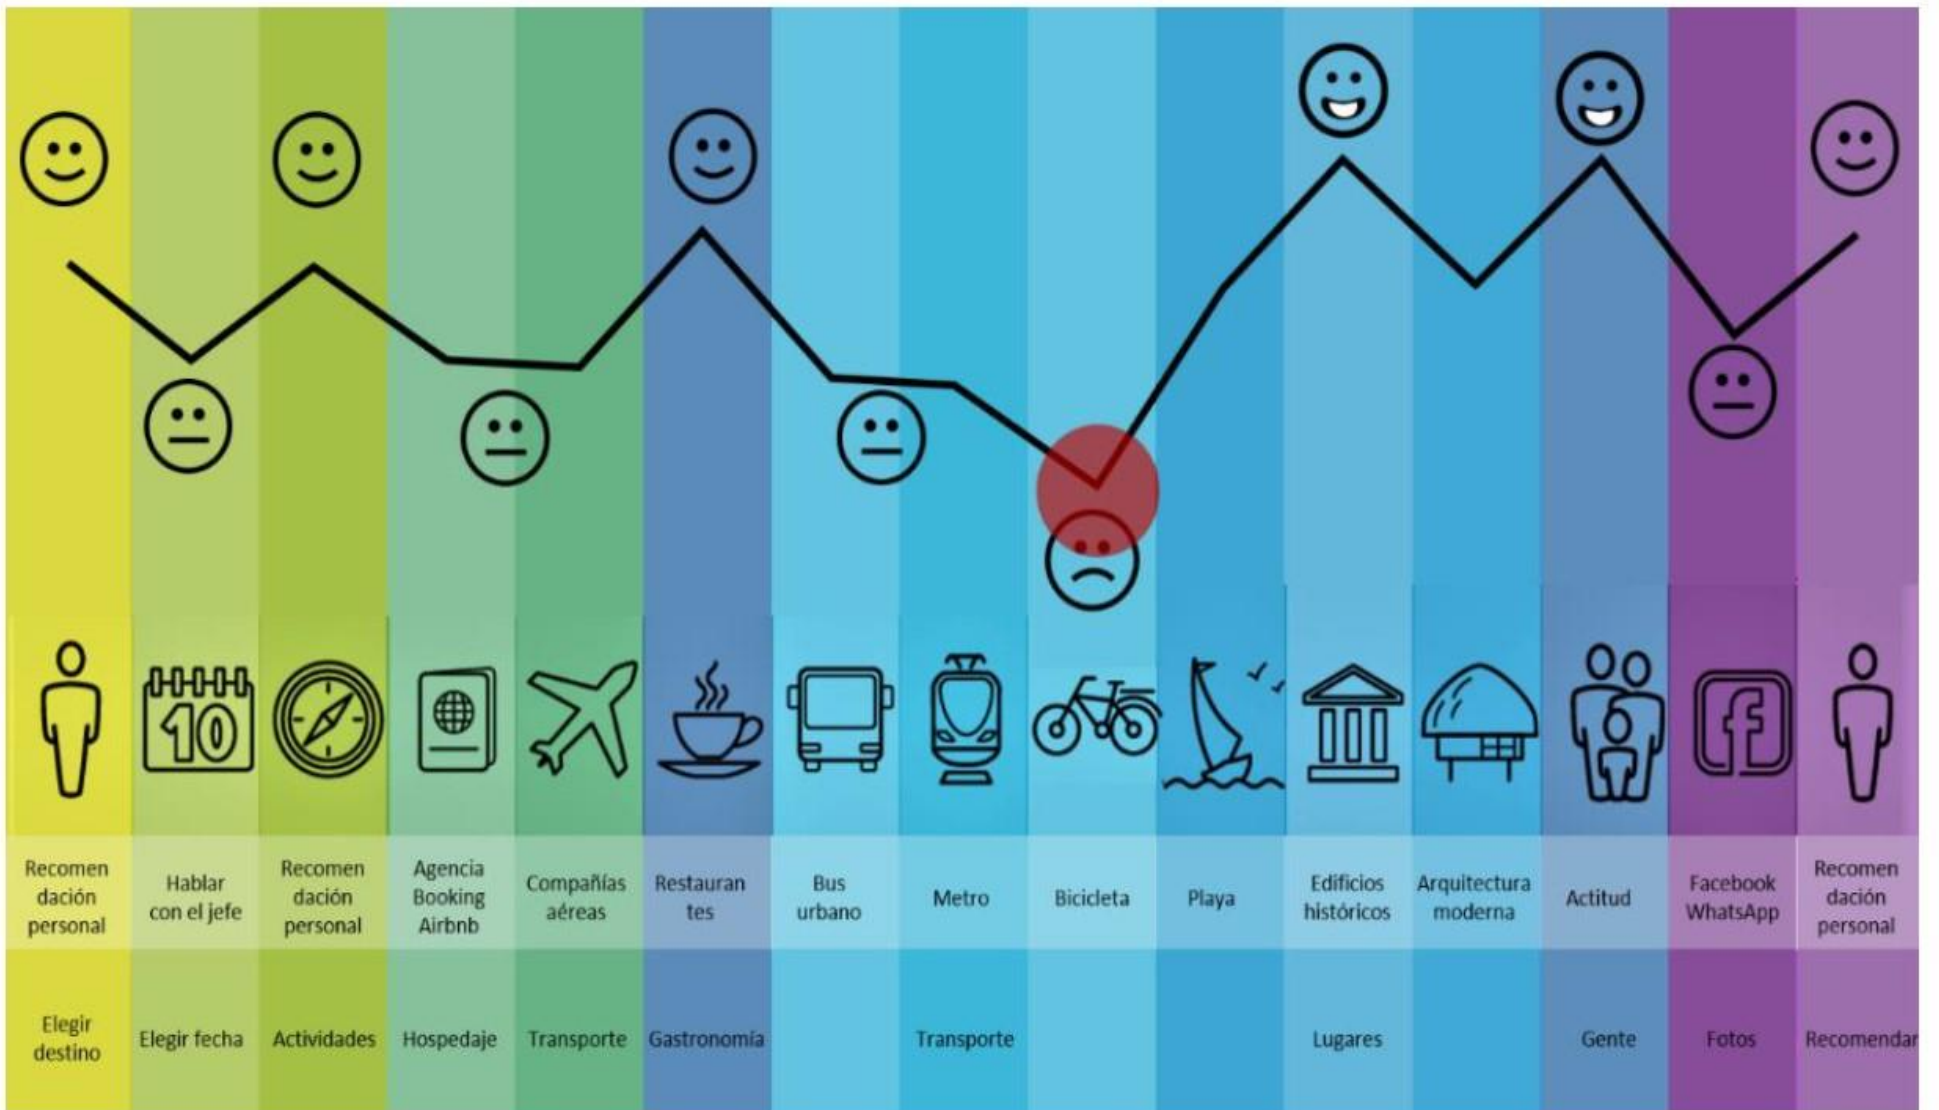 10
f
Recomen
dación
personal
Hablar
con el jefe
Recomen
dación
personal
Agencia
Booking
Airbnb
Compañías
aéreas
Restauran
tes
Bus
urbano
Metro
Bicicleta
Playa
Edificios
históricos
Arquitectura
moderna
Actitud
Facebook
WhatsApp
Recomen
dación
personal
Elegir
destino
Elegir fecha
Actividades
Hospedaje
Transporte
Gastronomía
Transporte
Lugares
Gente
Fotos
Recomendar